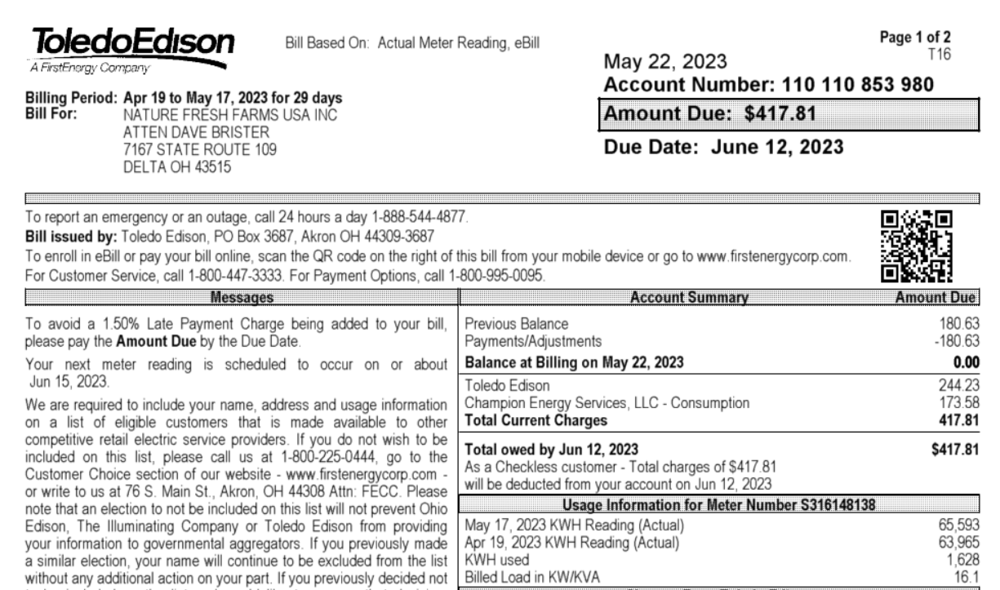 ToledoEdison
A FirstEnergy Company
Bill Based On: Actual Meter Reading, eBill
Page 1 of 2
T16
May 22, 2023
Account Number: 110 110 853 980
Amount Due: $417.81
Due Date: June 12, 2023
Billing Period: Apr 19 to May 17, 2023 for 29 days
Bill For: NATURE FRESH FARMS USA INC
ATTEN DAVE BRISTER
7167 STATE ROUTE 109
DELTA OH 43515
To report an emergency or an outage, call 24 hours a day 1-888-544-4877.
Bill issued by: Toledo Edison, PO Box 3687, Akron OH 44309-3687
To enroll in eBill or pay your bill online, scan the QR code on the right of this bill from your mobile device or go to www.firstenergycorp.com.
For Customer Service, call 1-800-447-3333. For Payment Options, call 1-800-995-0095.
Messages
To avoid a 1.50% Late Payment Charge being added to your bill,
please pay the Amount Due by the Due Date.
Your next meter reading is scheduled to occur on or about
Jun 15, 2023.
We are required to include your name, address and usage information
on a list of eligible customers that is made available to other
competitive retail electric service providers. If you do not wish to be
included on this list, please call us at 1-800-225-0444, go to the
Customer Choice section of our website - www.firstenergycorp.com -
or write to us at 76 S. Main St., Akron, OH 44308 Attn: FECC. Please
note that an election to not be included on this list will not prevent Ohio
Edison, The Illuminating Company or Toledo Edison from providing
your information to governmental aggregators. If you previously made
a similar election, your name will continue to be excluded from the list
without any additional action on your part. If you previously decided not
Account Summary Amount Due
Previous Balance 180.63
Payments/Adjustments -180.63
Balance at Billing on May 22, 2023 0.00
Toledo Edison 244.23
Champion Energy Services, LLC - Consumption 173.58
Total Current Charges 417.81
Total owed by Jun 12, 2023 $417.81
As a Checkless customer - Total charges of $417.81
will be deducted from your account on Jun 12, 2023
Usage Information for Meter Number S316148138
May 17, 2023 KWH Reading (Actual) 65,593
Apr 19, 2023 KWH Reading (Actual) 63,965
KWH used 1,628
Billed Load in KW/KVA 16.1